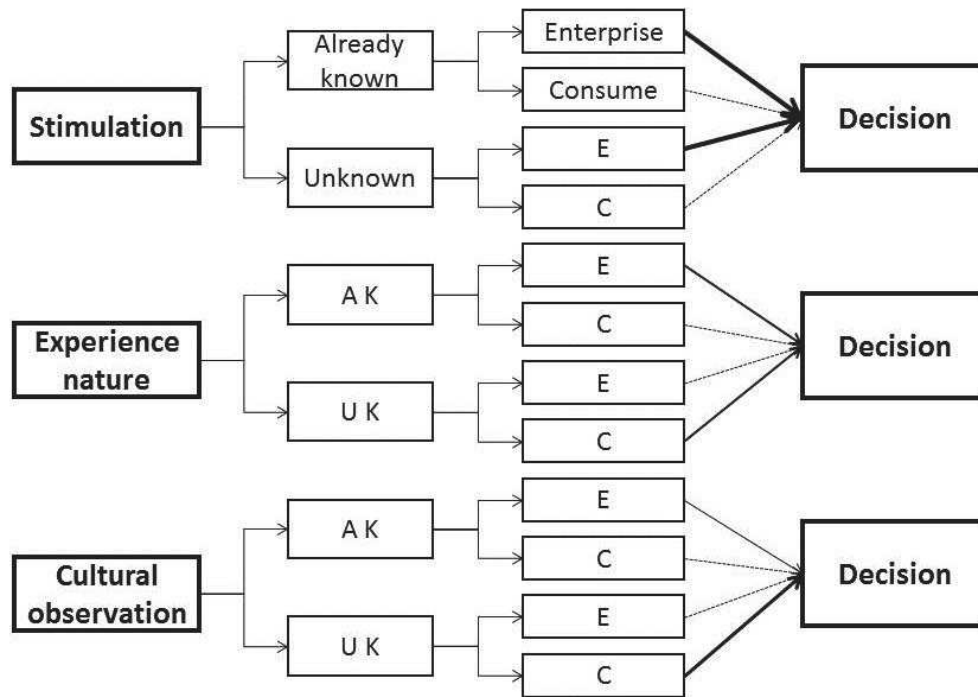 Stimulation
Already
known
Unknown
Enterprise
Consume
E
C
Decision
Experience
nature
A K
U K
E
C
E
C
Decision
Cultural
observation
A K
U K
E
C
E
C
Decision